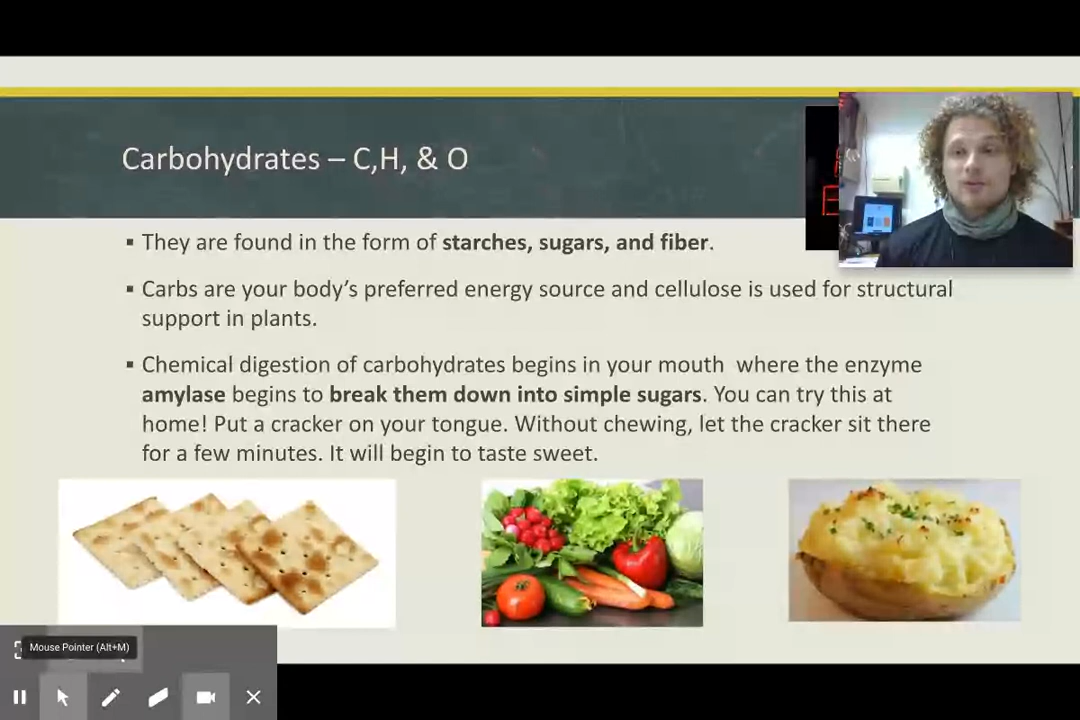 Carbohydrates – C,H, & O
▪ They are found in the form of starches, sugars, and fiber.
▪ Carbs are your body’s preferred energy source and cellulose is used for structural
support in plants.
▪ Chemical digestion of carbohydrates begins in your mouth  where the enzyme
amylase begins to break them down into simple sugars. You can try this at
home! Put a cracker on your tongue. Without chewing, let the cracker sit there
for a few minutes. It will begin to taste sweet.
Mouse Pointer (Alt+M)